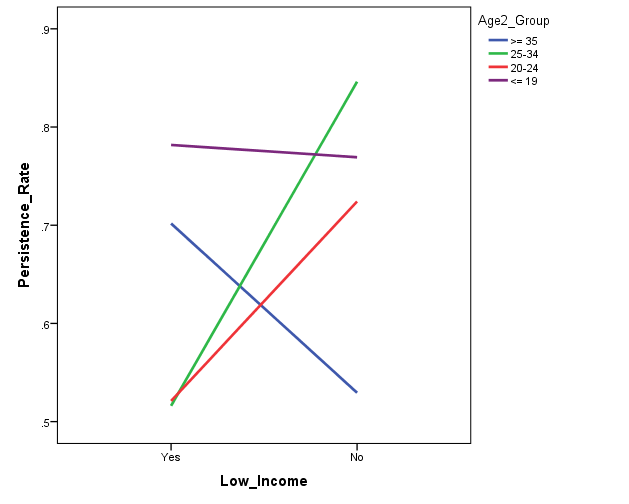 Age2_Group
>= 35
25-34
20-24
<= 19
.9
.8
.7
.6
.5
Persistence_Rate
Yes
No
Low_Income